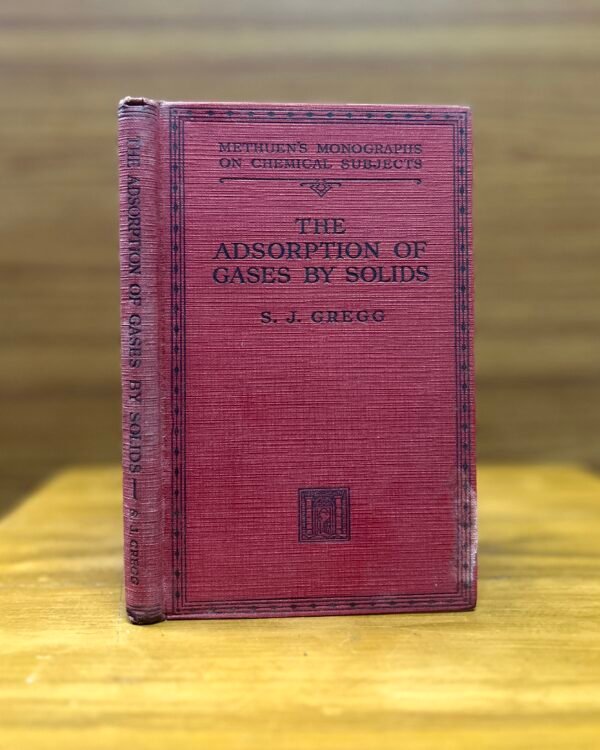 METHUEN'S MONOGRAPHS
ON CHEMICAL SUBJECTS
THE
ADSORPTION OF
GASES BY SOLIDS
S. J. GREGG
THE ADSORPTION OF GASES BY SOLIDS — S. J. GREGG